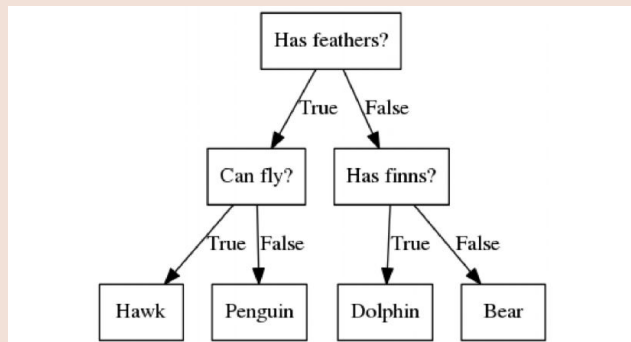 Has feathers?
True False
Can fly? Has finns?
True False True False
Hawk Penguin Dolphin Bear